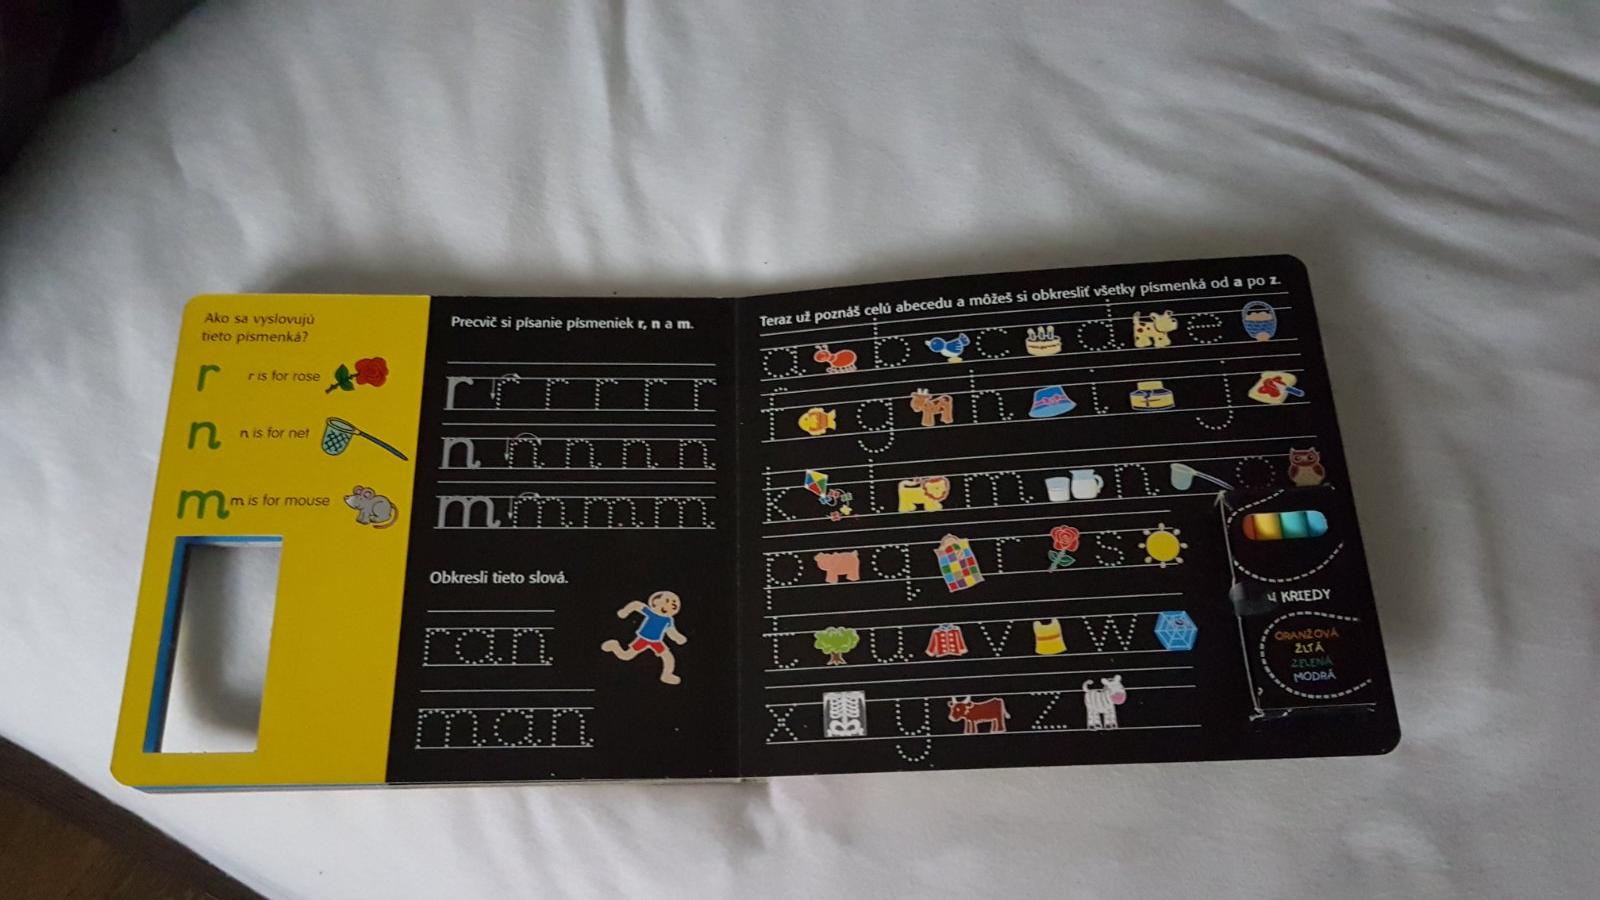 Ako sa vyslovujú
tieto písmenká?
r r is for rose
n n is for net
m m is for mouse
Precvič si písanie písmeniek r, n a m.
r r r r r r
n n n n n
m m m m m
Obkresli tieto slová.
ran
man
Teraz už poznáš celú abecedu a môžeš si obkresliť všetky písmenká od a po z.
a b c d e
f g h i j
k l m n o
p q r s
t u v w
x y z
4 KRIEDY
ORANŽOVÁ
ŽLTÁ
ZELENÁ
MODRÁ